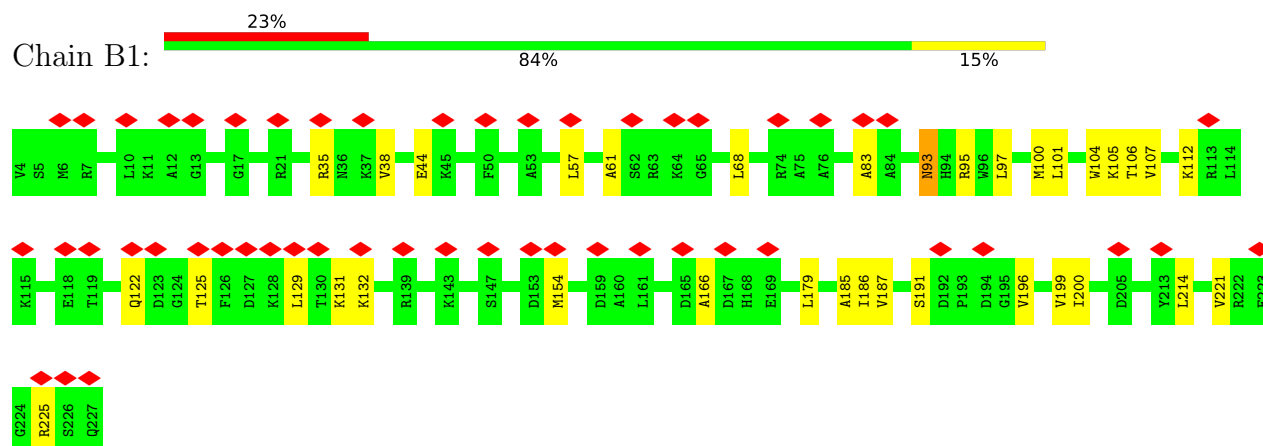 23%
Chain B1:
84% 15%
V4 S5 M6 R7 L10 K11 A12 G13 G17 R21 R35 N36 K37 V38 E44 K45 F50 A53 L57 A61 S62 R63 K64 G65 L68 R74 A75 A76 A83 A84 N93 H94 R95 W96 L97 M100 L101 W104 K105 T106 V107 K112 R113 L114
K115 E118 T119 Q122 D123 G124 T125 F126 D127 K128 L129 T130 K131 K132 R139 K143 S147 D153 M154 D159 A160 L161 D165 A166 D167 H168 E169 L179 A185 I186 V187 S191 D192 P193 D194 G195 V196 V199 I200 D205 Y213 L214 V221 R222
G224 R225 S226 Q227